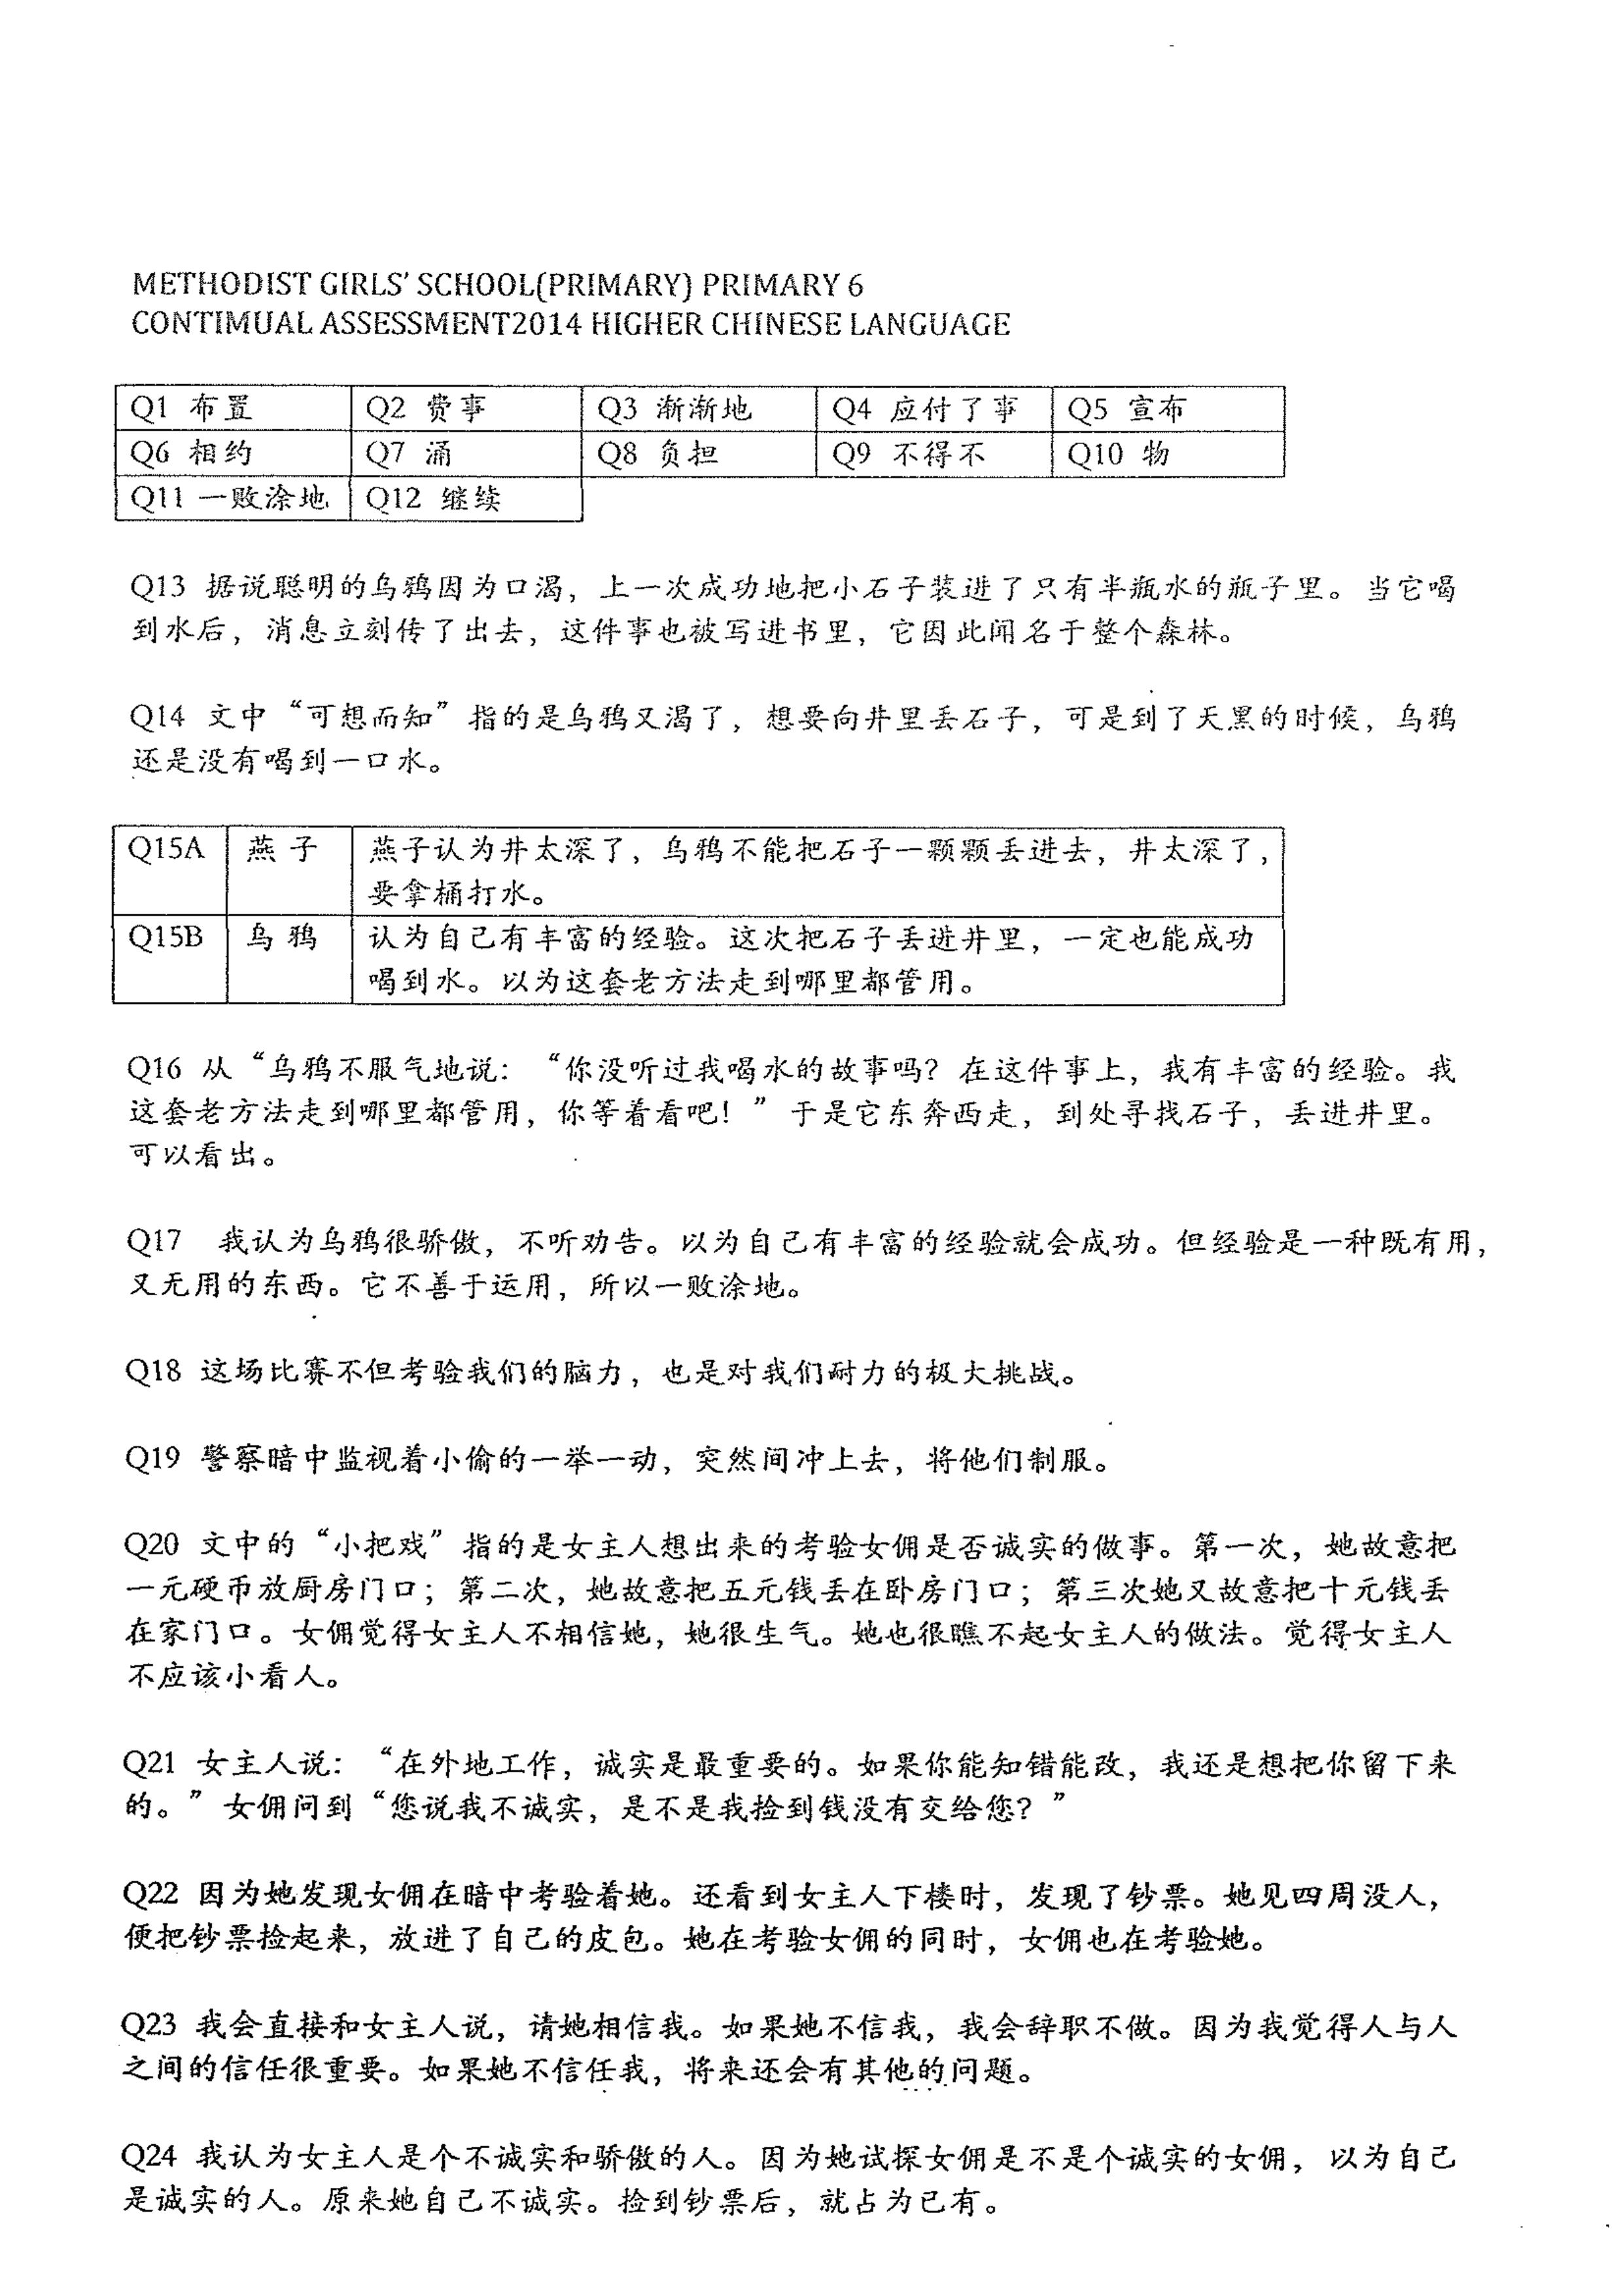 METHODIST GIRLS' SCHOOL(PRIMARY) PRIMARY 6
CONTIMUAL ASSESSMENT2014 HIGHER CHINESE LANGUAGE
Q1 布置 Q2 费事 Q3 渐渐地 Q4 应付了事 Q5 宣布
Q6 相约 Q7 涌 Q8 负担 Q9 不得不 Q10 物
Q11 一败涂地 Q12 继续
Q13 据说聪明的乌鸦因为口渴，上一次成功地把小石子装进了只有半瓶水的瓶子里。当它喝
到水后，消息立刻传了出去，这件事也被写进书里，它因此闻名于整个森林。
Q14 文中“可想而知”指的是乌鸦又渴了，想要向井里丢石子，可是到了天黑的时候，乌鸦
还是没有喝到一口水。
Q15A 燕子 燕子认为井太深了，乌鸦不能把石子一颗颗丢进去，井太深了，
要拿桶打水。
Q15B 乌鸦 认为自己有丰富的经验。这次把石子丢进井里，一定也能成功
喝到水。以为这套老方法走到哪里都管用。
Q16 从“乌鸦不服气地说：“你没听过我喝水的故事吗？在这件事上，我有丰富的经验。我
这套老方法走到哪里都管用，你等着看吧！”于是它东奔西走，到处寻找石子，丢进井里。
可以看出。
Q17 我认为乌鸦很骄傲，不听劝告。以为自己有丰富的经验就会成功。但经验是一种既有用，
又无用的东西。它不善于运用，所以一败涂地。
Q18 这场比赛不但考验我们的脑力，也是对我们耐力的极大挑战。
Q19 警察暗中监视着小偷的一举一动，突然间冲上去，将他们制服。
Q20 文中的“小把戏”指的是女主人想出来的考验女佣是否诚实的做事。第一次，她故意把
一元硬币放厨房门口；第二次，她故意把五元钱丢在卧房门口；第三次她又故意把十元钱丢
在家门口。女佣觉得女主人不相信她，她很生气。她也很瞧不起女主人的做法。觉得女主人
不应该小看人。
Q21 女主人说：“在外地工作，诚实是最重要的。如果你能知错能改，我还是想把你留下来
的。”女佣问到“您说我不诚实，是不是我捡到钱没有交给您？”
Q22 因为她发现女佣在暗中考验着她。还看到女主人下楼时，发现了钞票。她见四周没人，
便把钞票捡起来，放进了自己的皮包。她在考验女佣的同时，女佣也在考验她。
Q23 我会直接和女主人说，请她相信我。如果她不信我，我会辞职不做。因为我觉得人与人
之间的信任很重要。如果她不信任我，将来还会有其他的问题。
Q24 我认为女主人是个不诚实和骄傲的人。因为她试探女佣是不是个诚实的女佣，以为自己
是诚实的人。原来她自己不诚实。捡到钞票后，就占为己有。